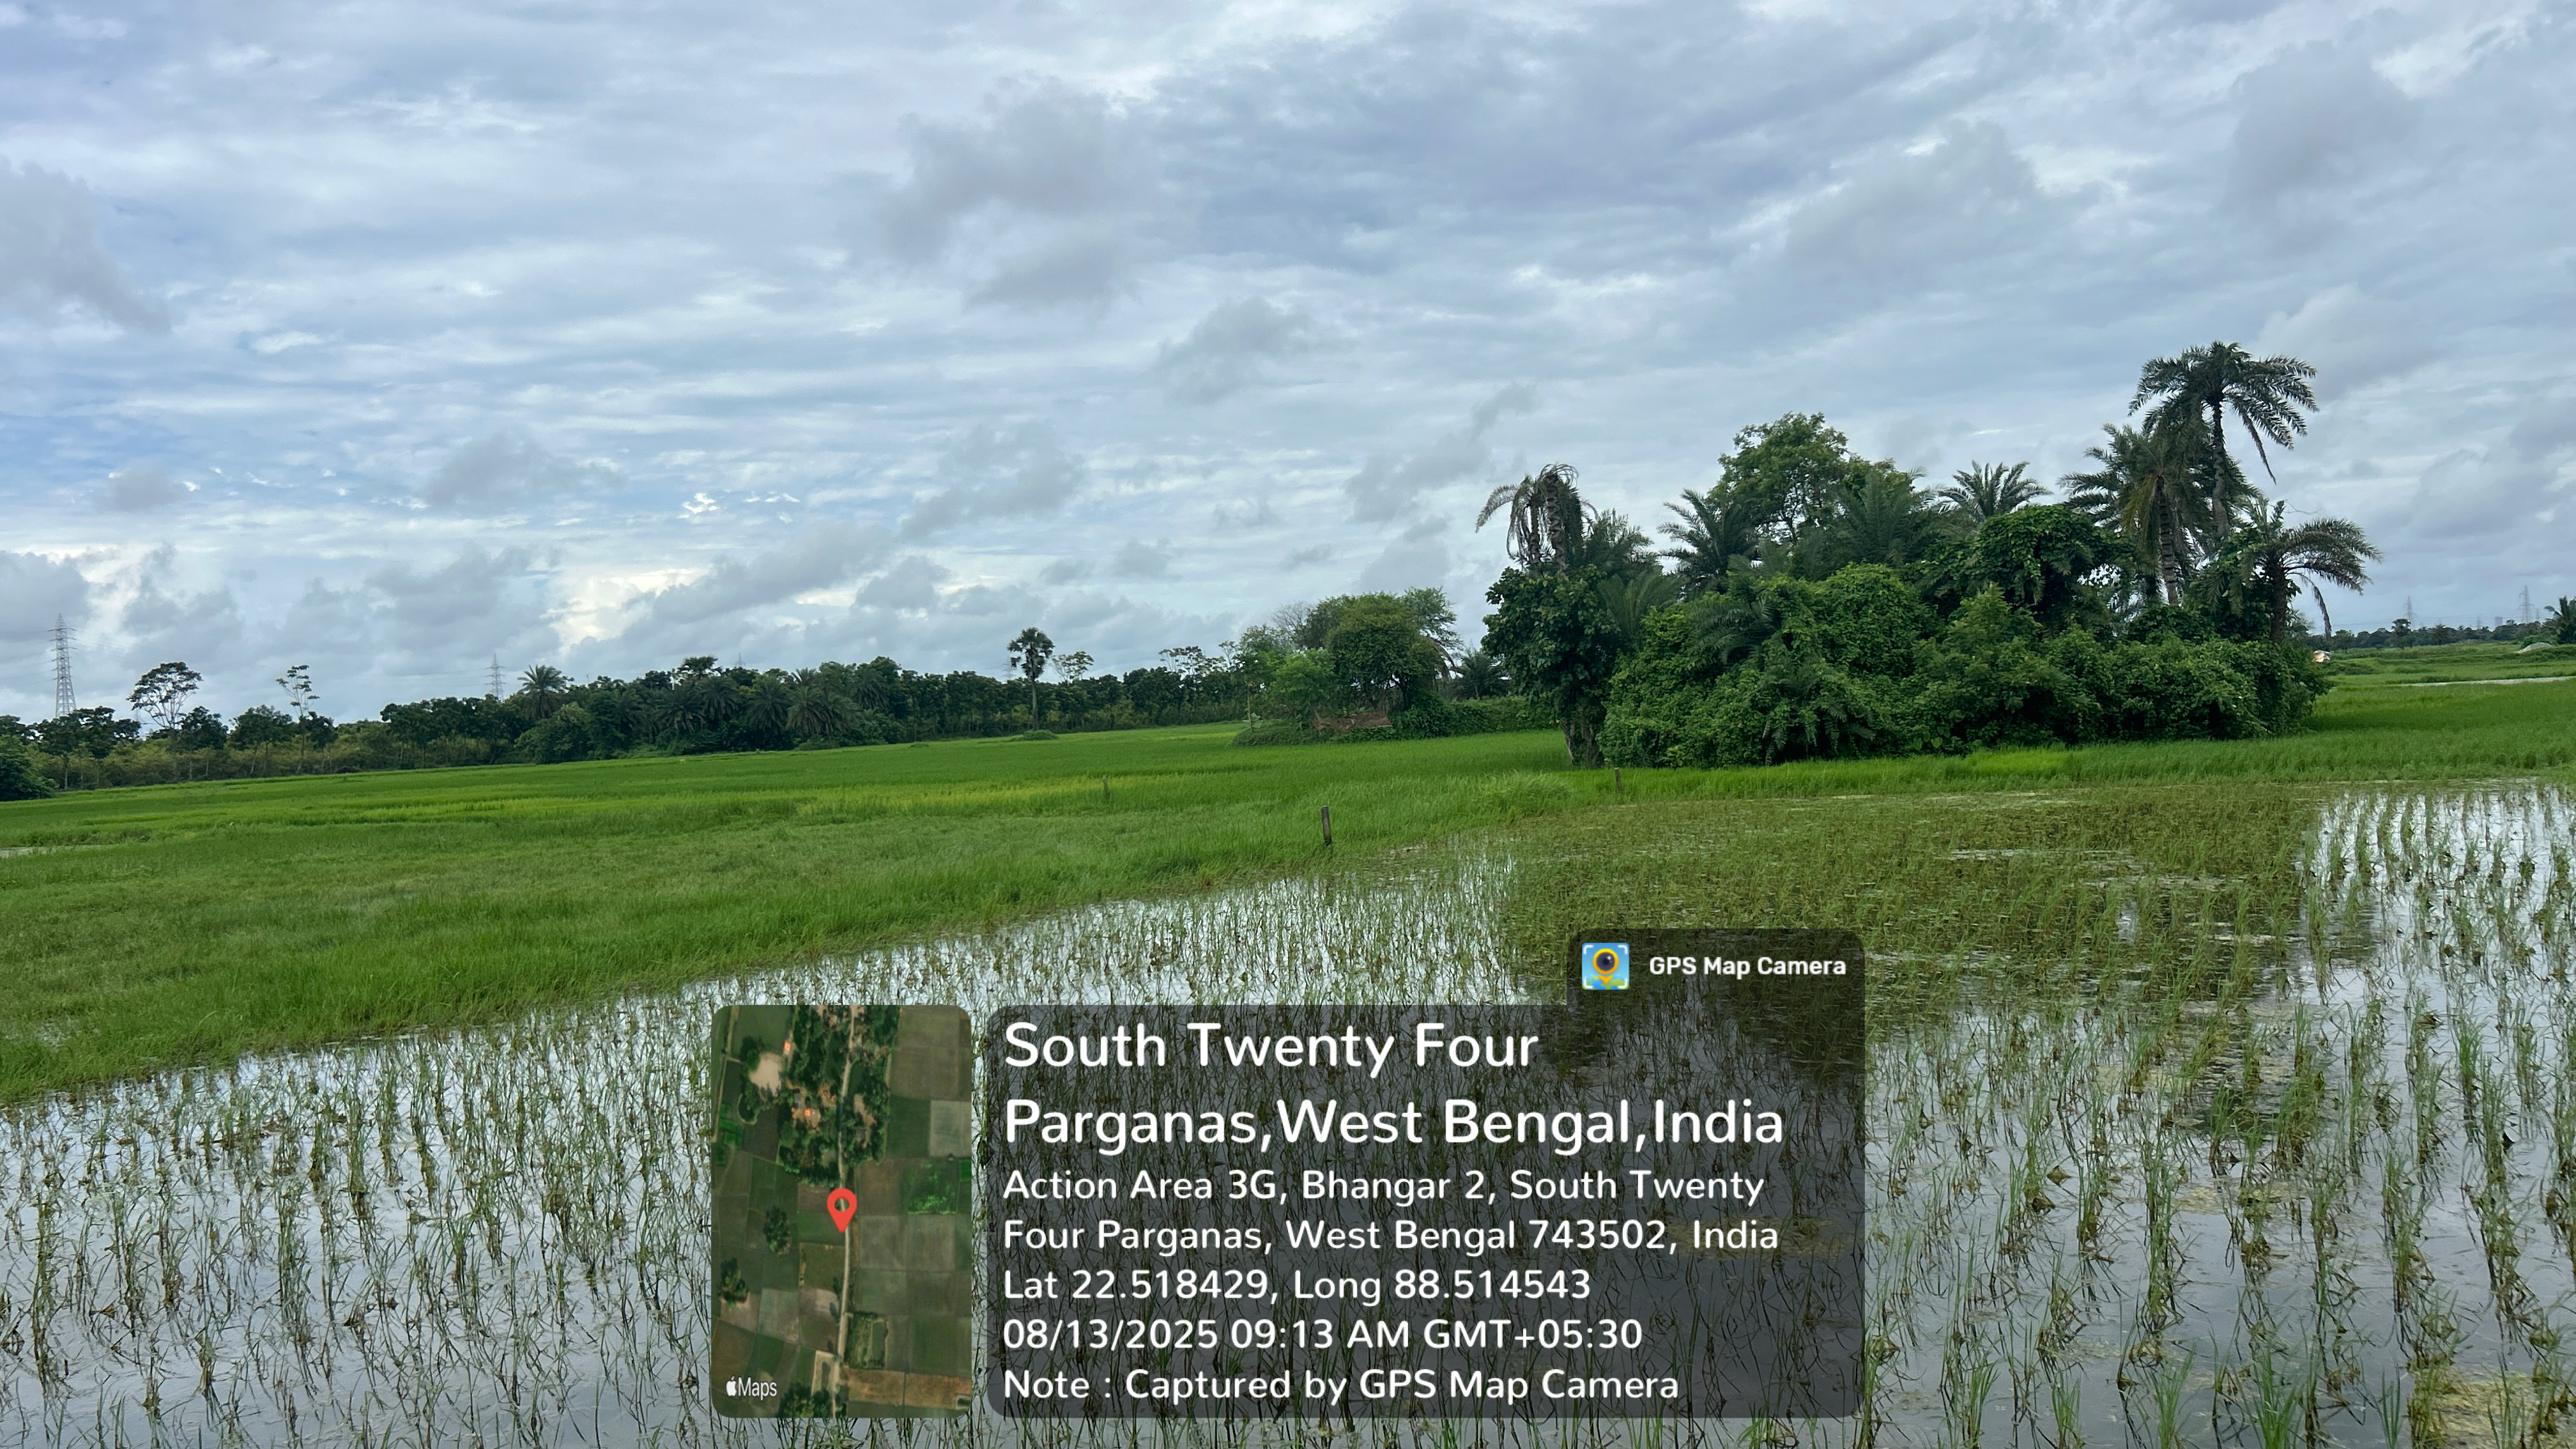 GPS Map Camera
South Twenty Four
Parganas,West Bengal,India
Action Area 3G, Bhangar 2, South Twenty
Four Parganas, West Bengal 743502, India
Lat 22.518429, Long 88.514543
08/13/2025 09:13 AM GMT+05:30
Note : Captured by GPS Map Camera
Maps